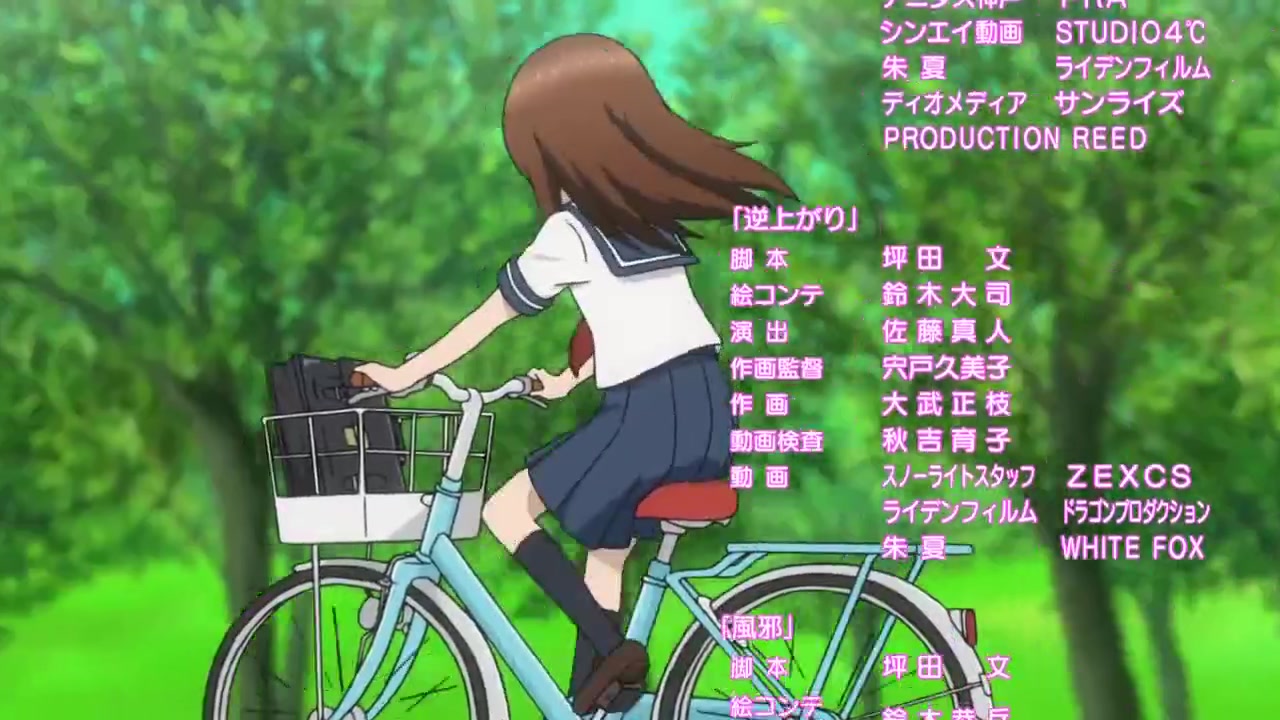 シンエイ動画 STUDIO4℃
朱 夏 ライデンフィルム
ディオメディア サンライズ
PRODUCTION REED
「逆上がり」
脚 本 坪 田 文
絵コンテ 鈴 木 大 司
演 出 佐 藤 真 人
作画監督 宍戸久美子
作 画 大 武 正 枝
動画検査 秋 吉 育 子
動 画 スノーライトスタッフ ZEXCS
ライデンフィルム ドラゴンプロダクション
朱 夏 WHITE FOX
「風邪」
脚 本 坪 田 文
絵コンテ